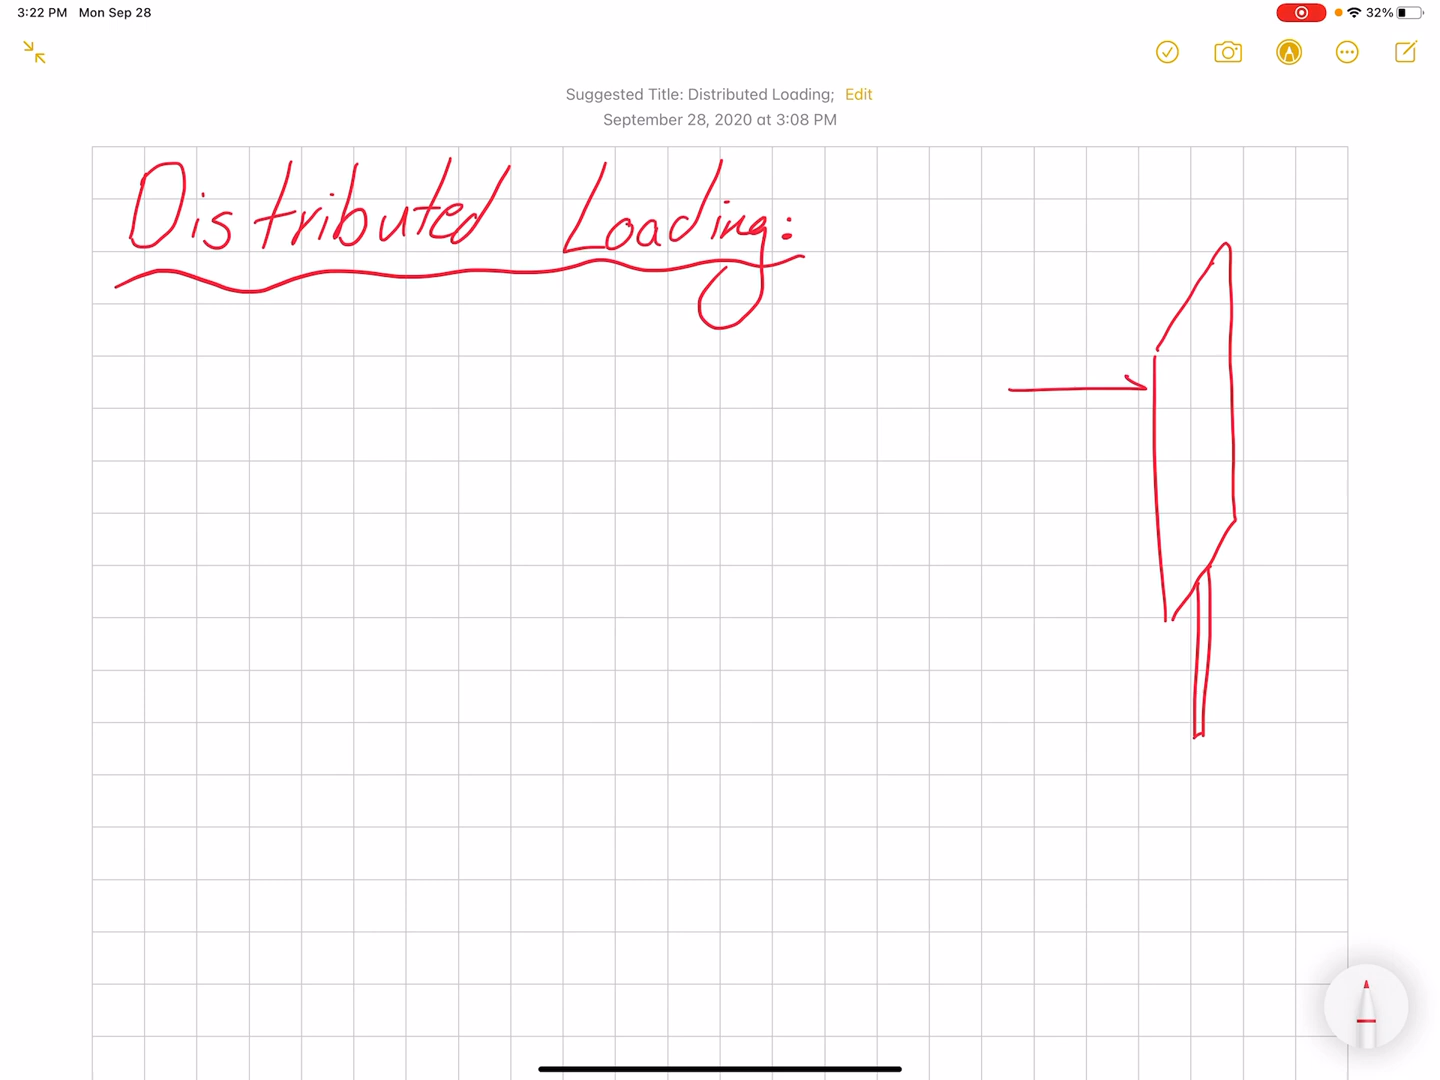 3:22 PM Mon Sep 28
32%
Suggested Title: Distributed Loading; Edit
September 28, 2020 at 3:08 PM
Distributed Loading: